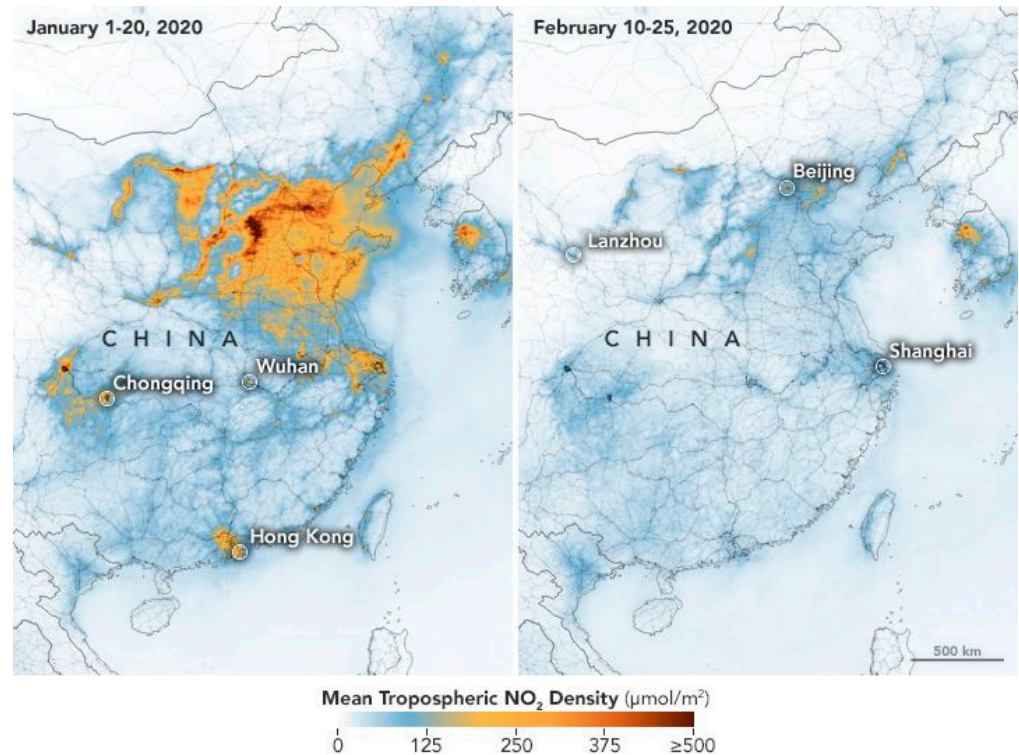 January 1-20, 2020
February 10-25, 2020
Beijing
Lanzhou
C H I N A
C H I N A
Wuhan
Shanghai
Chongqing
Hong Kong
500 km
Mean Tropospheric NO₂ Density (μmol/m²)
0 125 250 375 ≥500